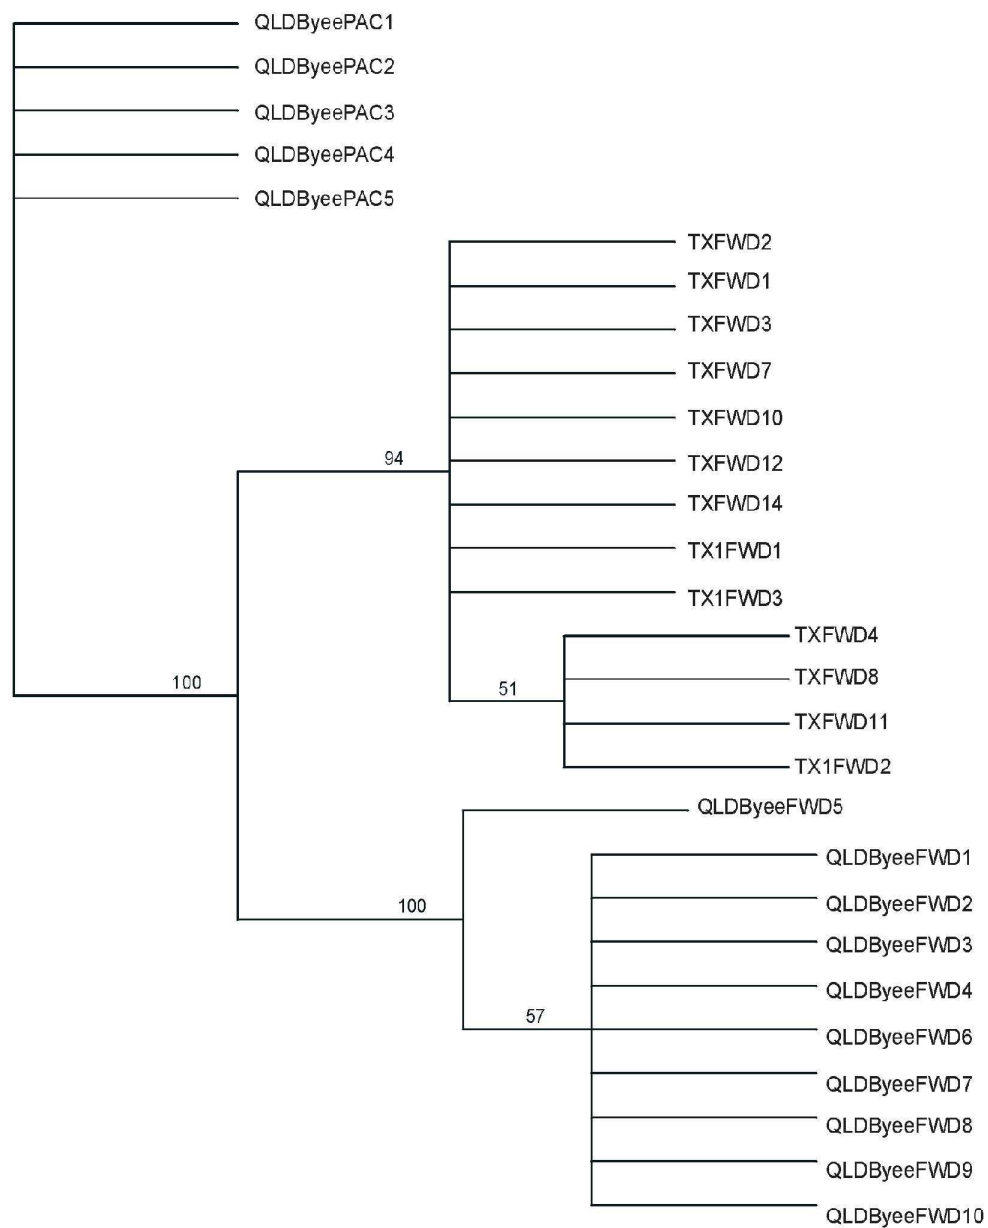 QLDByeePAC1
QLDByeePAC2
QLDByeePAC3
QLDByeePAC4
QLDByeePAC5
TXFWD2
TXFWD1
TXFWD3
TXFWD7
TXFWD10
94
TXFWD12
TXFWD14
TX1FWD1
TX1FWD3
TXFWD4
100
TXFWD8
51
TXFWD11
TX1FWD2
QLDByeeFWD5
QLDByeeFWD1
100
QLDByeeFWD2
QLDByeeFWD3
QLDByeeFWD4
57
QLDByeeFWD6
QLDByeeFWD7
QLDByeeFWD8
QLDByeeFWD9
QLDByeeFWD10